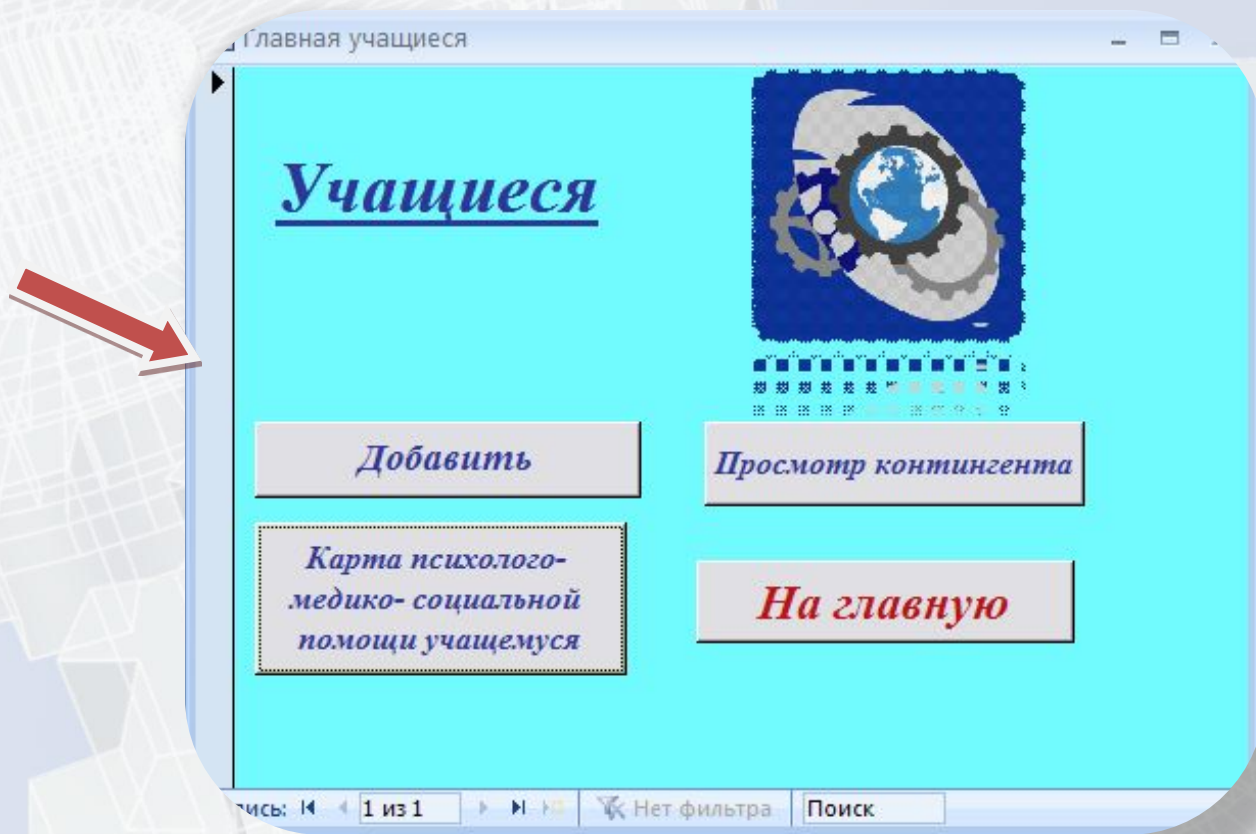 Главная учащиеся
Учащиеся
Добавить
Просмотр контингента
Карта психолого-
медико- социальной
помощи учащемуся
На главную
1 из 1
Нет фильтра
Поиск